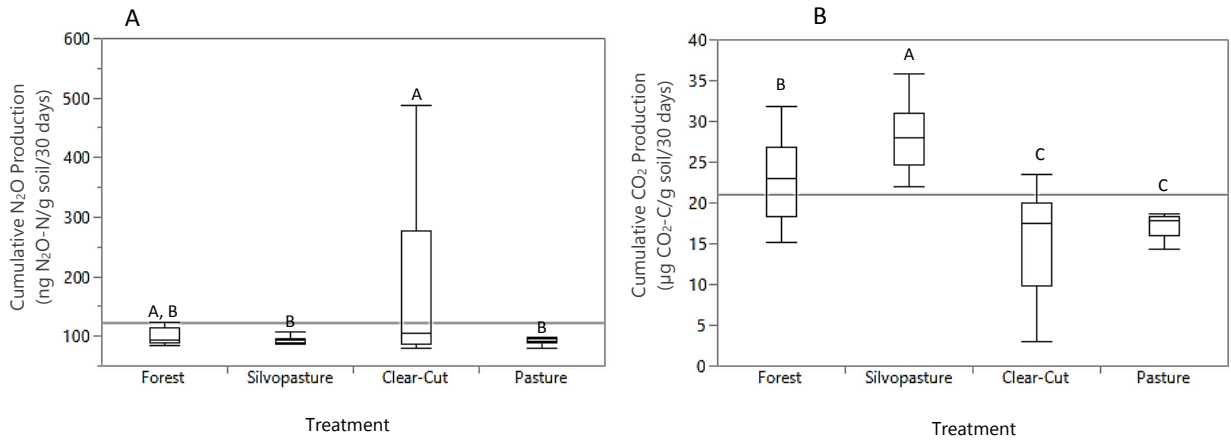 A
Cumulative N₂O Production
(ng N₂O-N/g soil/30 days)
600
500
400
300
200
100
A, B
B
A
B
Forest
Silvopasture
Clear-Cut
Pasture
Treatment
B
Cumulative CO₂ Production
(µg CO₂-C/g soil/30 days)
40
35
30
25
20
15
10
5
0
B
A
C
C
Forest
Silvopasture
Clear-Cut
Pasture
Treatment